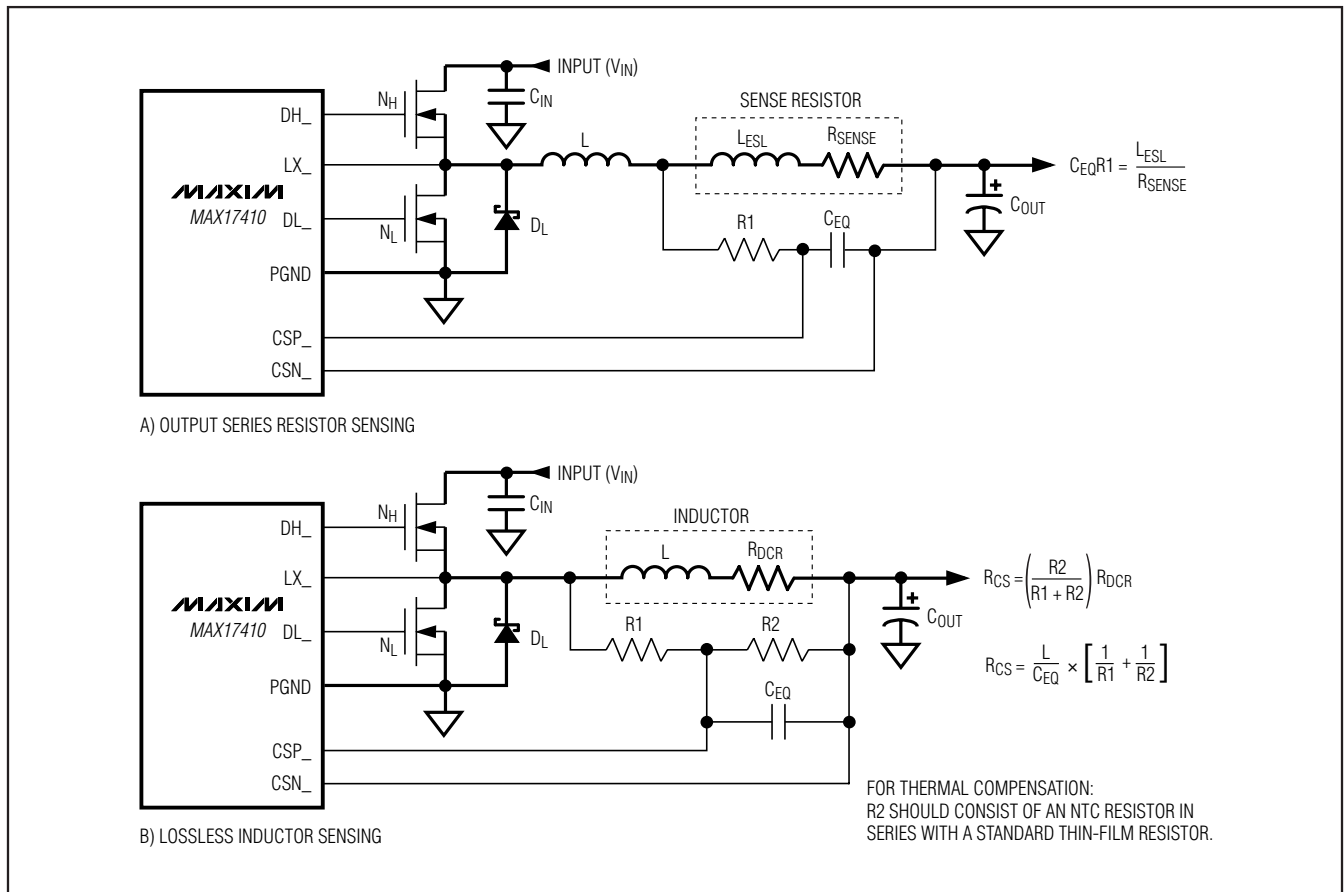 INPUT (VIN)
NH
CIN
SENSE RESISTOR
DH_
L
LESL
RSENSE
LX_
CEQR1 = LESL / RSENSE
MAXIM
MAX17410
DL_
NL
DL
R1
CEQ
COUT
+
PGND
CSP_
CSN_
A) OUTPUT SERIES RESISTOR SENSING
INPUT (VIN)
NH
CIN
INDUCTOR
DH_
L
RDCR
LX_
RCS = (R2 / R1 + R2) RDCR
MAXIM
MAX17410
DL_
NL
DL
R1
R2
COUT
+
RCS = L / CEQ × [1 / R1 + 1 / R2]
PGND
CEQ
CSP_
CSN_
FOR THERMAL COMPENSATION:
R2 SHOULD CONSIST OF AN NTC RESISTOR IN
SERIES WITH A STANDARD THIN-FILM RESISTOR.
B) LOSSLESS INDUCTOR SENSING